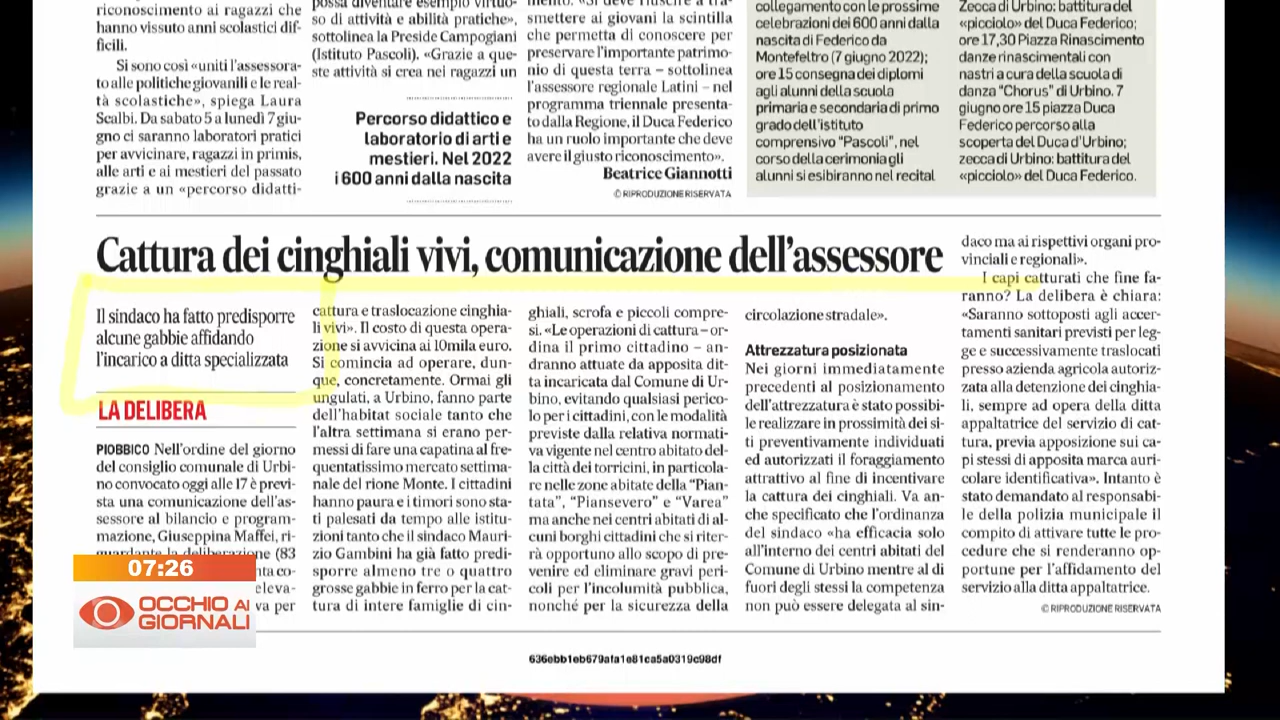 riconoscimento ai ragazzi che
hanno vissuto anni scolastici dif-
ficili.
Si sono così «uniti l'assessora-
to alle politiche giovanili e le real-
tà scolastiche», spiega Laura
Scalbi. Da sabato 5 a lunedì 7 giu-
gno ci saranno laboratori pratici
per avvicinare, ragazzi in primis,
alle arti e ai mestieri del passato
grazie a un «percorso didatti-
possa diventare esempio virtuo-
so di attività e abilità pratiche»,
sottolinea la Preside Campogiani
(Istituto Pascoli). «Grazie a que-
ste attività si crea nei ragazzi un
Percorso didattico e
laboratorio di arti e
mestieri. Nel 2022
i 600 anni dalla nascita
mento. «Si deve riuscire a tra-
smettere ai giovani la scintilla
che permetta di conoscere per
preservare l'importante patrimo-
nio di questa terra – sottolinea
l'assessore regionale Latini – nel
programma triennale presenta-
to dalla Regione, il Duca Federico
ha un ruolo importante che deve
avere il giusto riconoscimento».
Beatrice Giannotti
© RIPRODUZIONE RISERVATA
collegamento con le prossime
celebrazioni dei 600 anni dalla
nascita di Federico da
Montefeltro (7 giugno 2022);
ore 15 consegna dei diplomi
agli alunni della scuola
primaria e secondaria di primo
grado dell'istituto
comprensivo "Pascoli", nel
corso della cerimonia gli
alunni si esibiranno nel recital
Zecca di Urbino: battitura del
«picciolo» del Duca Federico;
ore 17,30 Piazza Rinascimento
danze rinascimentali con
nastri a cura della scuola di
danza "Chorus" di Urbino. 7
giugno ore 15 piazza Duca
Federico percorso alla
scoperta del Duca d'Urbino;
zecca di Urbino: battitura del
«picciolo» del Duca Federico.
Cattura dei cinghiali vivi, comunicazione dell'assessore
Il sindaco ha fatto predisporre
alcune gabbie affidando
l'incarico a ditta specializzata
LA DELIBERA
PIOBBICO Nell'ordine del giorno
del consiglio comunale di Urbi-
no convocato oggi alle 17 è previ-
sta una comunicazione dell'as-
sessore al bilancio e program-
mazione, Giuseppina Maffei, ri-
guardante la deliberazione (83
nta co-
eleva-
va per
cattura e traslocazione cinghia-
li vivi». Il costo di questa opera-
zione si avvicina ai 10mila euro.
Si comincia ad operare, dun-
que, concretamente. Ormai gli
ungulati, a Urbino, fanno parte
dell'habitat sociale tanto che
l'altra settimana si erano per-
messi di fare una capatina al fre-
quentatissimo mercato settima-
nale del rione Monte. I cittadini
hanno paura e i timori sono sta-
ti palesati da tempo alle istitu-
zioni tanto che il sindaco Mauri-
zio Gambini ha già fatto predi-
sporre almeno tre o quattro
grosse gabbie in ferro per la cat-
tura di intere famiglie di cin-
ghiali, scrofa e piccoli compre-
si. «Le operazioni di cattura – or-
dina il primo cittadino – an-
dranno attuate da apposita dit-
ta incaricata dal Comune di Ur-
bino, evitando qualsiasi perico-
lo per i cittadini, con le modalità
previste dalla relativa normati-
va vigente nel centro abitato del-
la città dei torricini, in particola-
re nelle zone abitate della "Pian-
tata", "Piansevero" e "Varea"
ma anche nei centri abitati di al-
cuni borghi cittadini che si riter-
rà opportuno allo scopo di pre-
venire ed eliminare gravi peri-
coli per l'incolumità pubblica,
nonché per la sicurezza della
circolazione stradale».
Attrezzatura posizionata
Nei giorni immediatamente
precedenti al posizionamento
dell'attrezzatura è stato possibi-
le realizzare in prossimità dei si-
ti preventivamente individuati
ed autorizzati il foraggiamento
attrattivo al fine di incentivare
la cattura dei cinghiali. Va an-
che specificato che l'ordinanza
del sindaco «ha efficacia solo
all'interno dei centri abitati del
Comune di Urbino mentre al di
fuori degli stessi la competenza
non può essere delegata al sin-
daco ma ai rispettivi organi pro-
vinciali e regionali».
I capi catturati che fine fa-
ranno? La delibera è chiara:
«Saranno sottoposti agli accer-
tamenti sanitari previsti per leg-
ge e successivamente traslocati
presso azienda agricola autoriz-
zata alla detenzione dei cinghia-
li, sempre ad opera della ditta
appaltatrice del servizio di cat-
tura, previa apposizione sui ca-
pi stessi di apposita marca auri-
colare identificativa». Intanto è
stato demandato al responsabi-
le della polizia municipale il
compito di attivare tutte le pro-
cedure che si renderanno op-
portune per l'affidamento del
servizio alla ditta appaltatrice.
© RIPRODUZIONE RISERVATA
07:26
OCCHIO AI
GIORNALI
636ebb1eb679afa1e81ca5a0319c98df